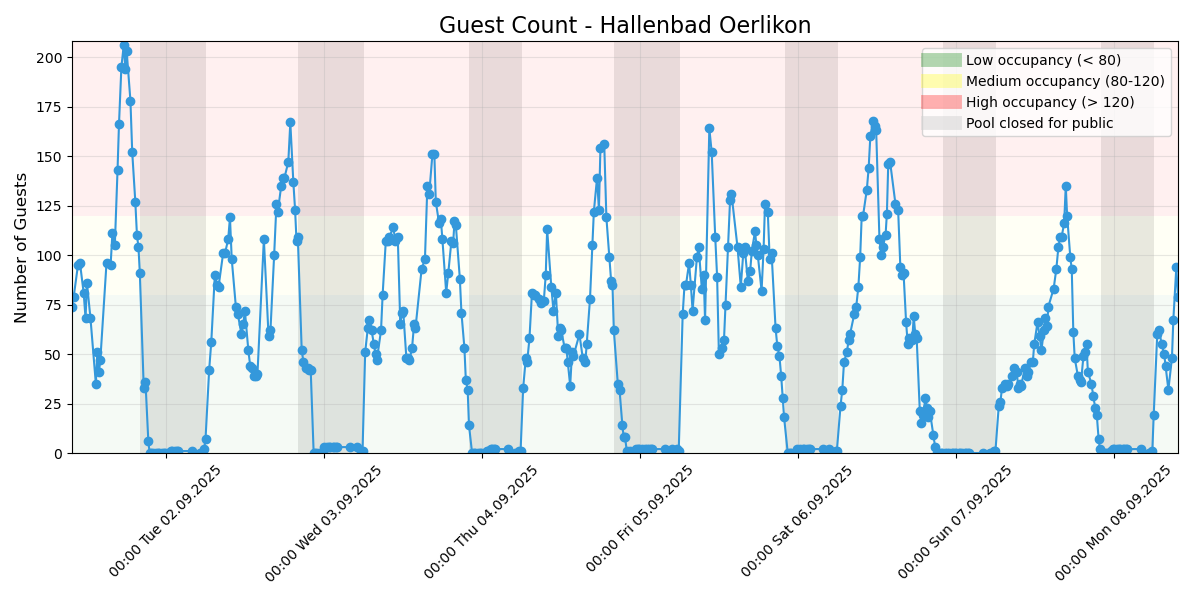 Guest Count - Hallenbad Oerlikon
Number of Guests
200
175
150
125
100
75
50
25
0
Low occupancy (< 80)
Medium occupancy (80-120)
High occupancy (> 120)
Pool closed for public
00:00 Tue 02.09.2025
00:00 Wed 03.09.2025
00:00 Thu 04.09.2025
00:00 Fri 05.09.2025
00:00 Sat 06.09.2025
00:00 Sun 07.09.2025
00:00 Mon 08.09.2025